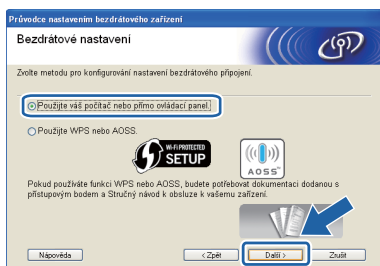 Průvodce nastavením bezdrátového zařízení
Bezdrátové nastavení
Zvolte metodu pro konfigurování nastavení bezdrátového připojení.
Použijte váš počítač nebo přímo ovládací panel.
Použijte WPS nebo AOSS.
WI-FI PROTECTED
SETUP
AOSS™
Pokud používáte funkci WPS nebo AOSS, budete potřebovat dokumentaci dodanou s
přístupovým bodem a Stručný návod k obsluze k vašemu
zařízení.
Nápověda
< Zpět
Další >
Zrušit